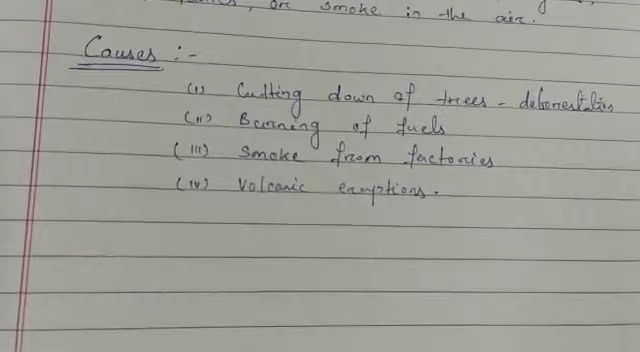 or smoke in the air.
Causes :-
(i) Cutting down of trees - deforestation
(ii) Burning of fuels
(iii) Smoke from factories
(iv) Volcanic eruptions.